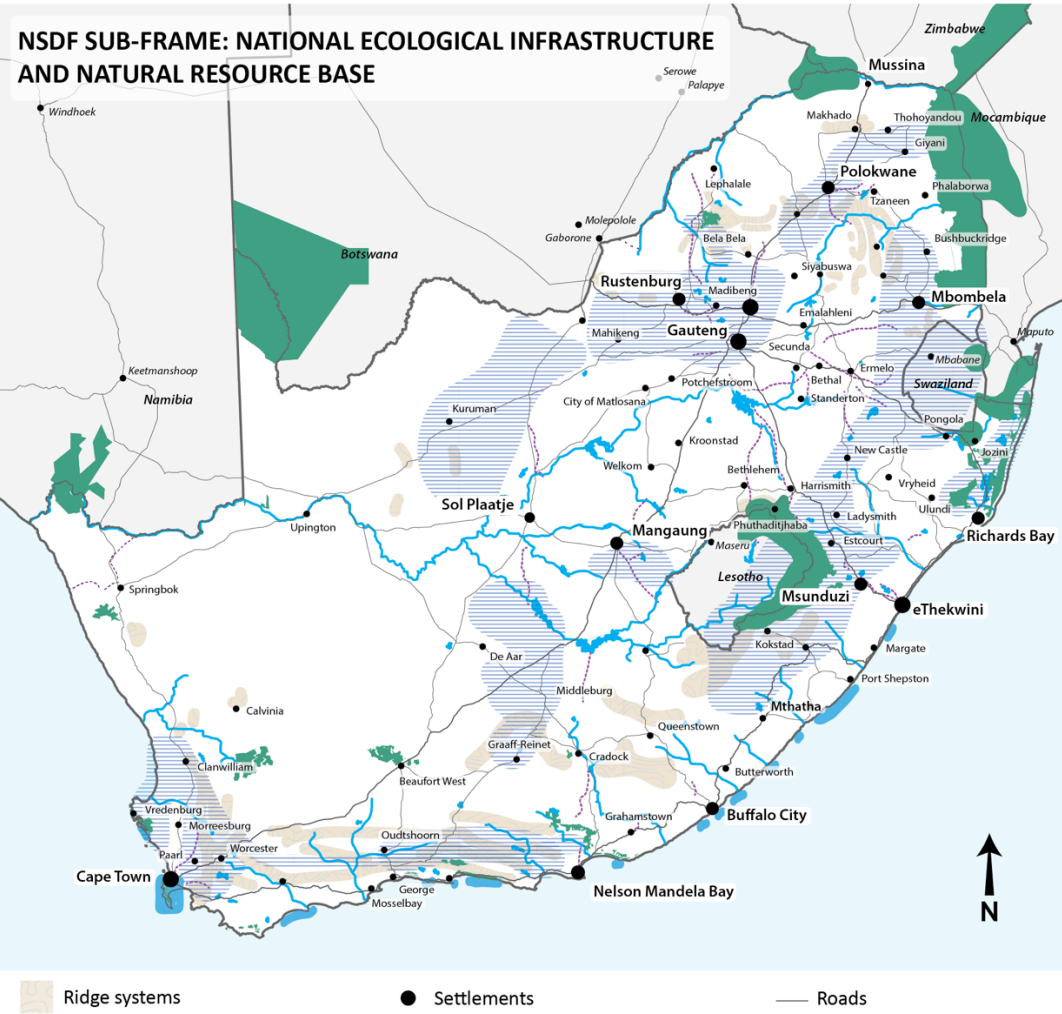 NSDF SUB-FRAME: NATIONAL ECOLOGICAL INFRASTRUCTURE
AND NATURAL RESOURCE BASE
Zimbabwe
Mussina
Serowe
Palapye
Windhoek
Makhado
Thohoyandou
Mocambique
Giyani
Polokwane
Lephalale
Phalaborwa
Tzaneen
Molepolole
Gaborone
Bela Bela
Bushbuckridge
Botswana
Siyabuswa
Rustenburg
Madibeng
Mbombela
Emalahleni
Gauteng
Mahikeng
Maputo
Secunda
Mbabane
Keetmanshoop
Ermelo
Potchefstroom
Bethal
Swaziland
Namibia
City of Matlosana
Standerton
Kuruman
Pongola
Kroonstad
New Castle
Jozini
Welkom
Bethlehem
Harrismith
Vryheid
Sol Plaatje
Ulundi
Upington
Phuthaditjhaba
Ladysmith
Mangaung
Richards Bay
Maseru
Estcourt
Lesotho
Springbok
Msunduzi
eThekwini
Kokstad
Margate
De Aar
Port Shepston
Middleburg
Mthatha
Calvinia
Queenstown
Graaff-Reinet
Cradock
Clanwilliam
Butterworth
Beaufort West
Vredenburg
Grahamstown
Buffalo City
Morreesburg
Oudtshoorn
Worcester
Paarl
Cape Town
George
Nelson Mandela Bay
Mosselbay
N
Ridge systems
Settlements
Roads